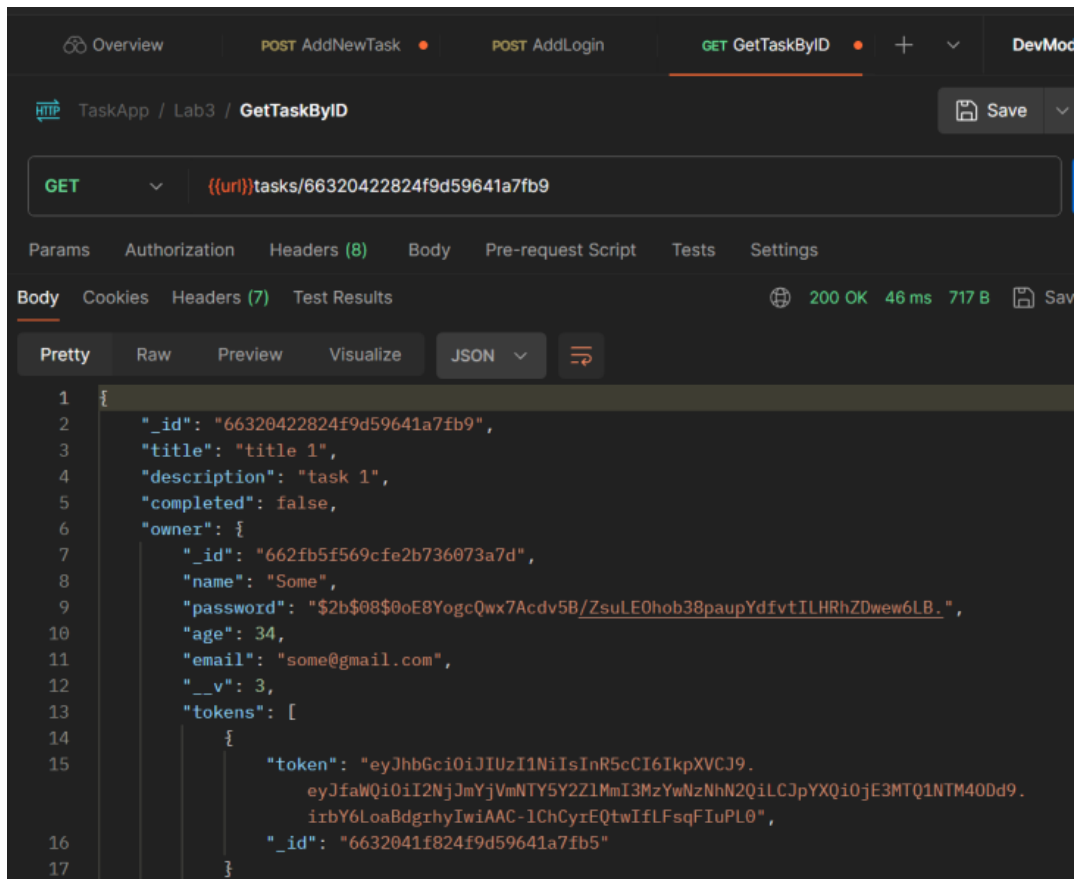 Overview POST AddNewTask POST AddLogin GET GetTaskByID DevMod
HTTP TaskApp / Lab3 / GetTaskByID Save
GET {{url}}tasks/66320422824f9d59641a7fb9
Params Authorization Headers (8) Body Pre-request Script Tests Settings
Body Cookies Headers (7) Test Results 200 OK 46 ms 717 B Sav
Pretty Raw Preview Visualize JSON
1 {
2 "_id": "66320422824f9d59641a7fb9",
3 "title": "title 1",
4 "description": "task 1",
5 "completed": false,
6 "owner": {
7 "_id": "662fb5f569cfe2b736073a7d",
8 "name": "Some",
9 "password": "$2b$08$0oE8YogcQwx7Acdv5B/ZsuLEOhob38paupYdfvtILHRhZDwew6LB.",
10 "age": 34,
11 "email": "some@gmail.com",
12 "__v": 3,
13 "tokens": [
14 {
15 "token": "eyJhbGciOiJIUzI1NiIsInR5cCI6IkpXVCJ9.
eyJfaWQiOiI2NjJmYjVmNTY5Y2ZlMmI3MzYwNzNhN2QiLCJpYXQiOjE3MTQ1NTM4ODd9.
irbY6LoaBdgrhyIwiAAC-lChCyrEQtwIfLFsqFIuPL0",
16 "_id": "6632041f824f9d59641a7fb5"
17 }